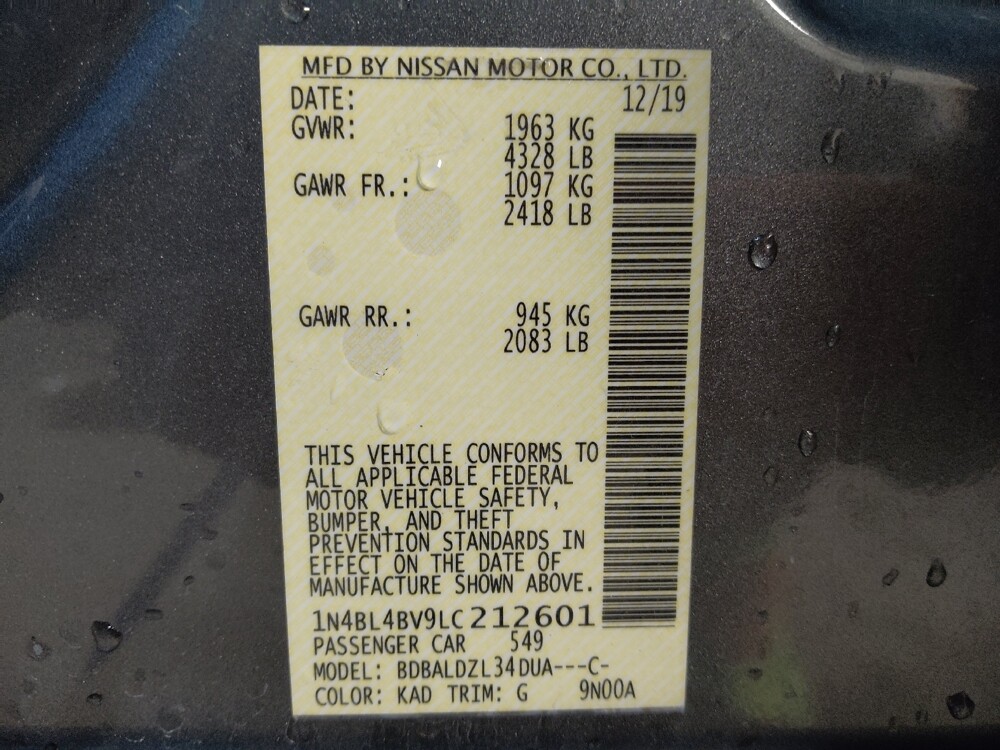 MFD BY NISSAN MOTOR CO., LTD.
DATE: 12/19
GVWR: 1963 KG
4328 LB
GAWR FR.: 1097 KG
2418 LB
GAWR RR.: 945 KG
2083 LB
THIS VEHICLE CONFORMS TO
ALL APPLICABLE FEDERAL
MOTOR VEHICLE SAFETY,
BUMPER, AND THEFT
PREVENTION STANDARDS IN
EFFECT ON THE DATE OF
MANUFACTURE SHOWN ABOVE.
1N4BL4BV9LC212601
PASSENGER CAR 549
MODEL: BDBALDZL34DUA---C-
COLOR: KAD TRIM: G 9N00A